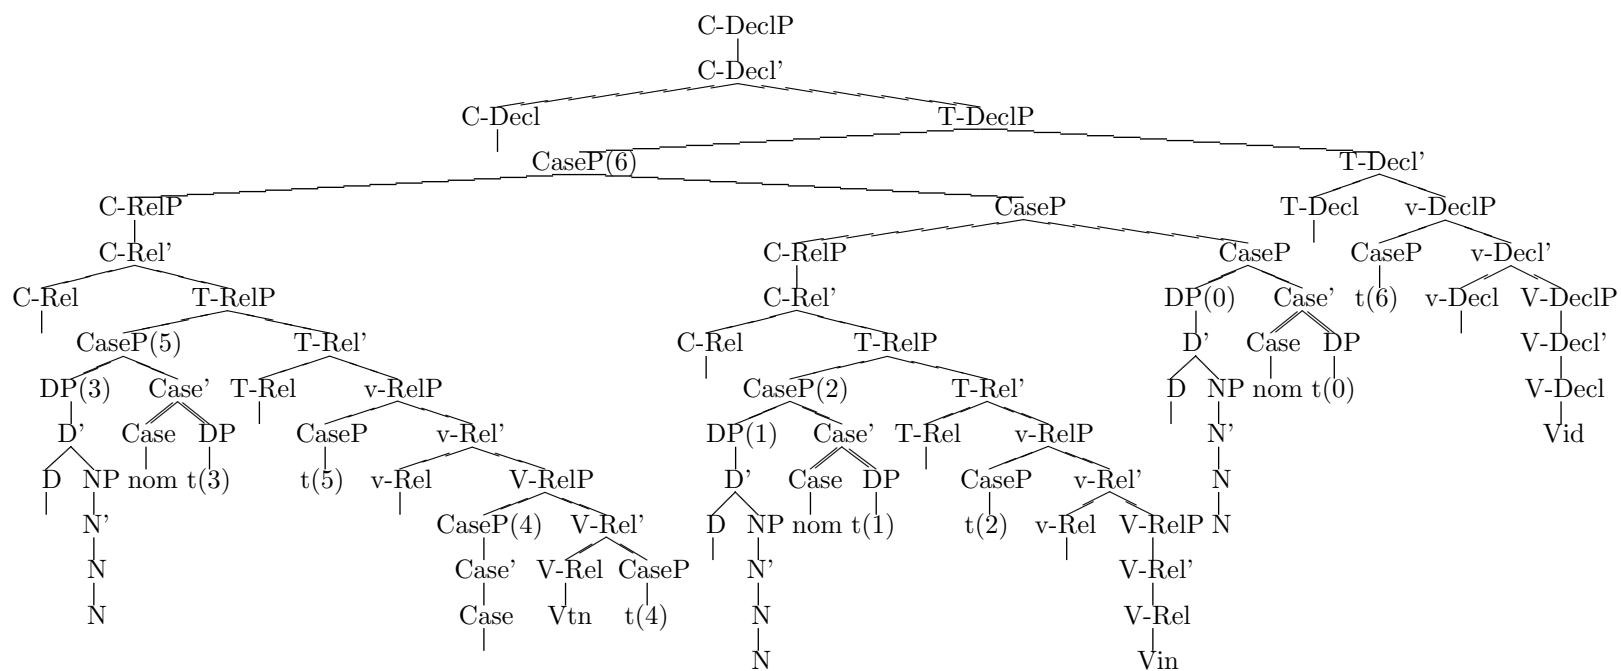 C-DeclP
C-Decl’
C-Decl T-DeclP
CaseP(6) T-Decl’
C-RelP CaseP T-Decl v-DeclP
C-Rel’ C-RelP CaseP CaseP v-Decl’
C-Rel T-RelP C-Rel’ DP(0) Case’ t(6) v-Decl V-DeclP
CaseP(5) T-Rel’ C-Rel T-RelP D’ Case DP V-Decl’
DP(3) Case’ T-Rel v-RelP CaseP(2) T-Rel’ D NP nom t(0) V-Decl
D’ Case DP CaseP v-Rel’ DP(1) Case’ T-Rel v-RelP N’ Vid
D NP nom t(3) t(5) v-Rel V-RelP D’ Case DP CaseP v-Rel’ N
N’ CaseP(4) V-Rel’ D NP nom t(1) t(2) v-Rel V-RelP N
N Case’ V-Rel CaseP N’ V-Rel’
N Case Vtn t(4) N V-Rel
N Vin